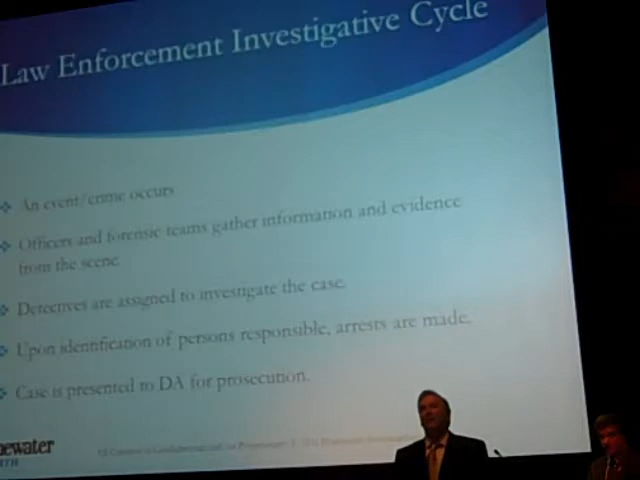 Law Enforcement Investigative Cycle
An event/crime occurs
Officers and forensic teams gather information and evidence
from the scene
Detectives are assigned to investigate the case.
Upon identification of persons responsible, arrests are made.
Case is presented to DA for prosecution.